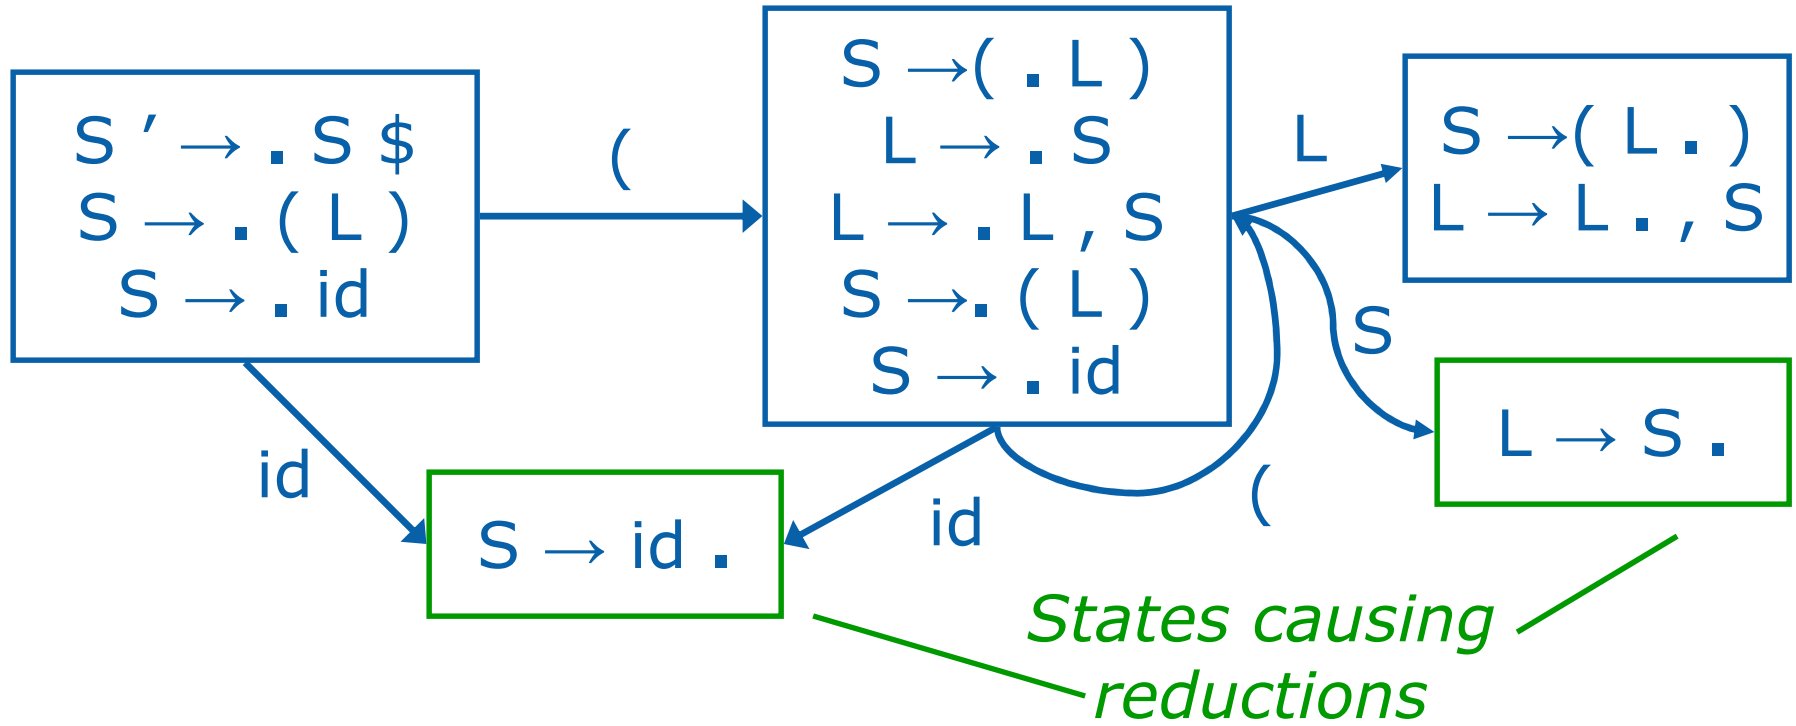 S ' → . S $
S → . ( L )
S → . id
(
S → ( . L )
L → . S
L → . L , S
S → . ( L )
S → . id
L
S → ( L . )
L → L . , S
S
L → S .
id
S → id .
id
(
States causing
reductions